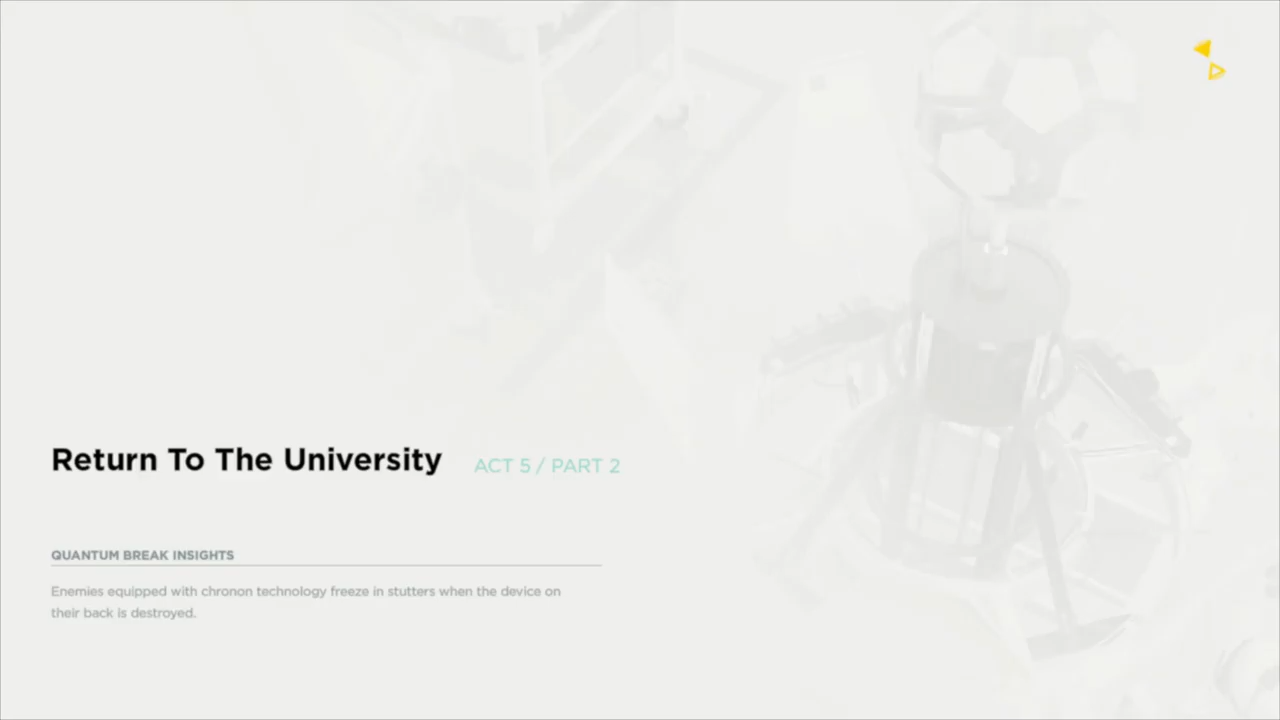 Return To The University ACT 5 / PART 2
QUANTUM BREAK INSIGHTS
Enemies equipped with chronon technology freeze in stutters when the device on
their back is destroyed.